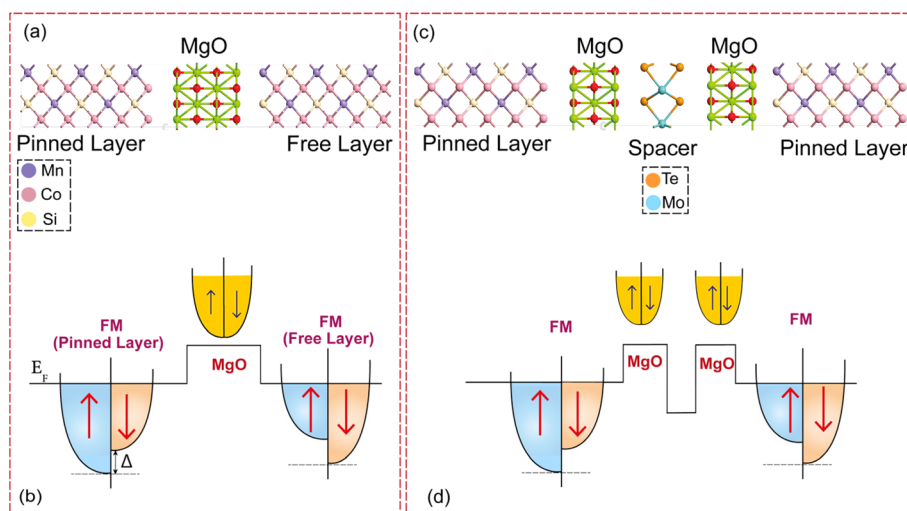 (a)
MgO
Pinned Layer
Free Layer
Mn
Co
Si
FM
(Pinned Layer)
FM
(Free Layer)
E_F
MgO
Δ
(b)
(c)
MgO
MgO
Pinned Layer
Spacer
Pinned Layer
Te
Mo
FM
FM
MgO
MgO
(d)